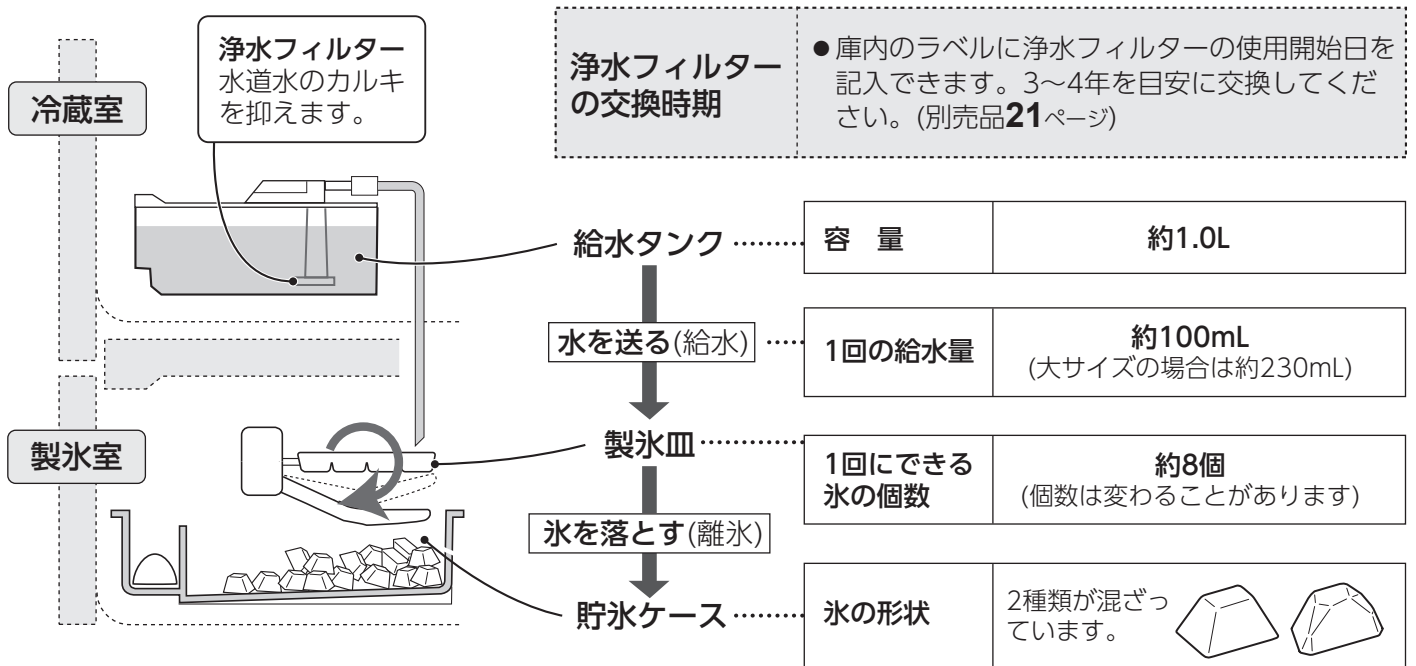 浄水フィルター
水道水のカルキ
を抑えます。
冷蔵室
浄水フィルター
の交換時期
●庫内のラベルに浄水フィルターの使用開始日を
記入できます。3～4年を目安に交換してくだ
さい。(別売品21ページ)
給水タンク
容　量
約1.0L
水を送る(給水)
1回の給水量
約100mL
(大サイズの場合は約230mL)
製氷室
製氷皿
1回にできる
氷の個数
約8個
(個数は変わることがあります)
氷を落とす(離氷)
貯氷ケース
氷の形状
2種類が混ざっ
ています。